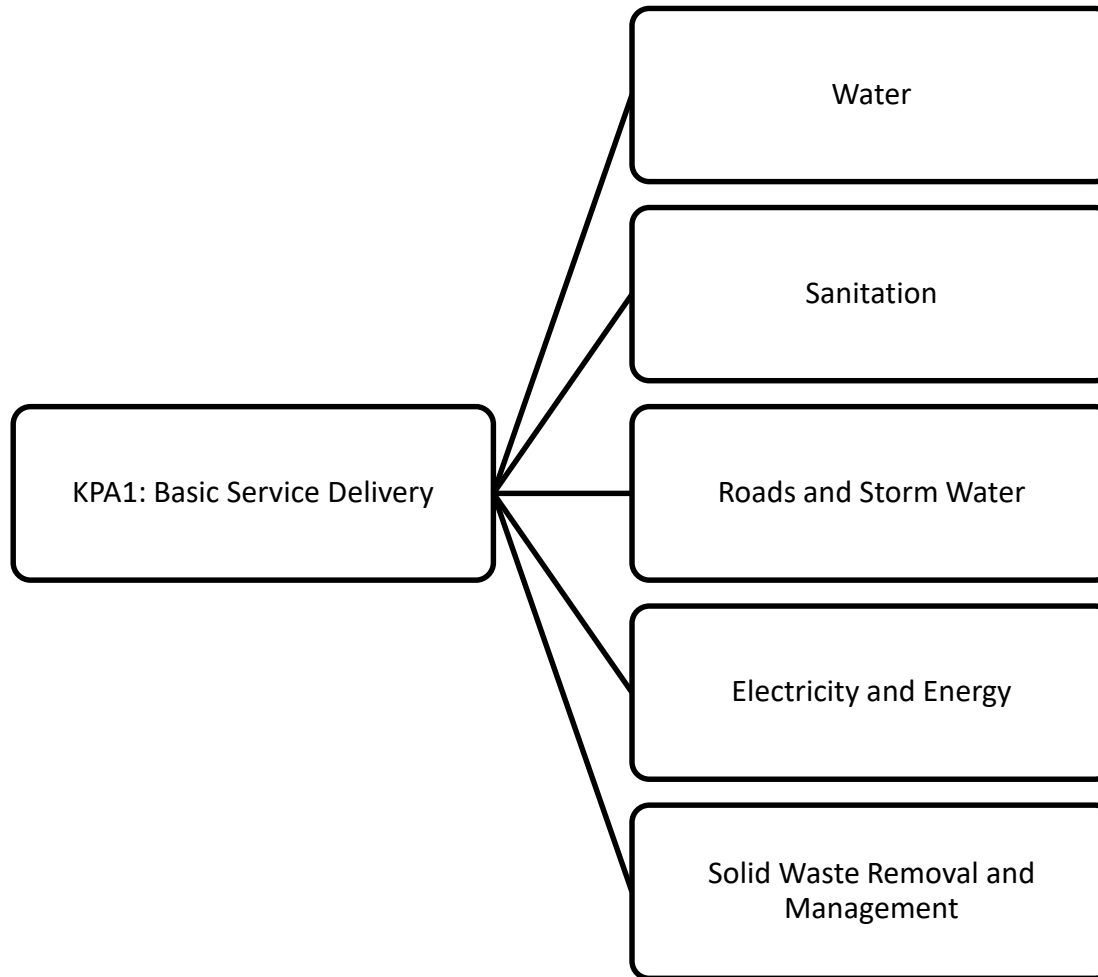 Water
Sanitation
KPA1: Basic Service Delivery
Roads and Storm Water
Electricity and Energy
Solid Waste Removal and
Management